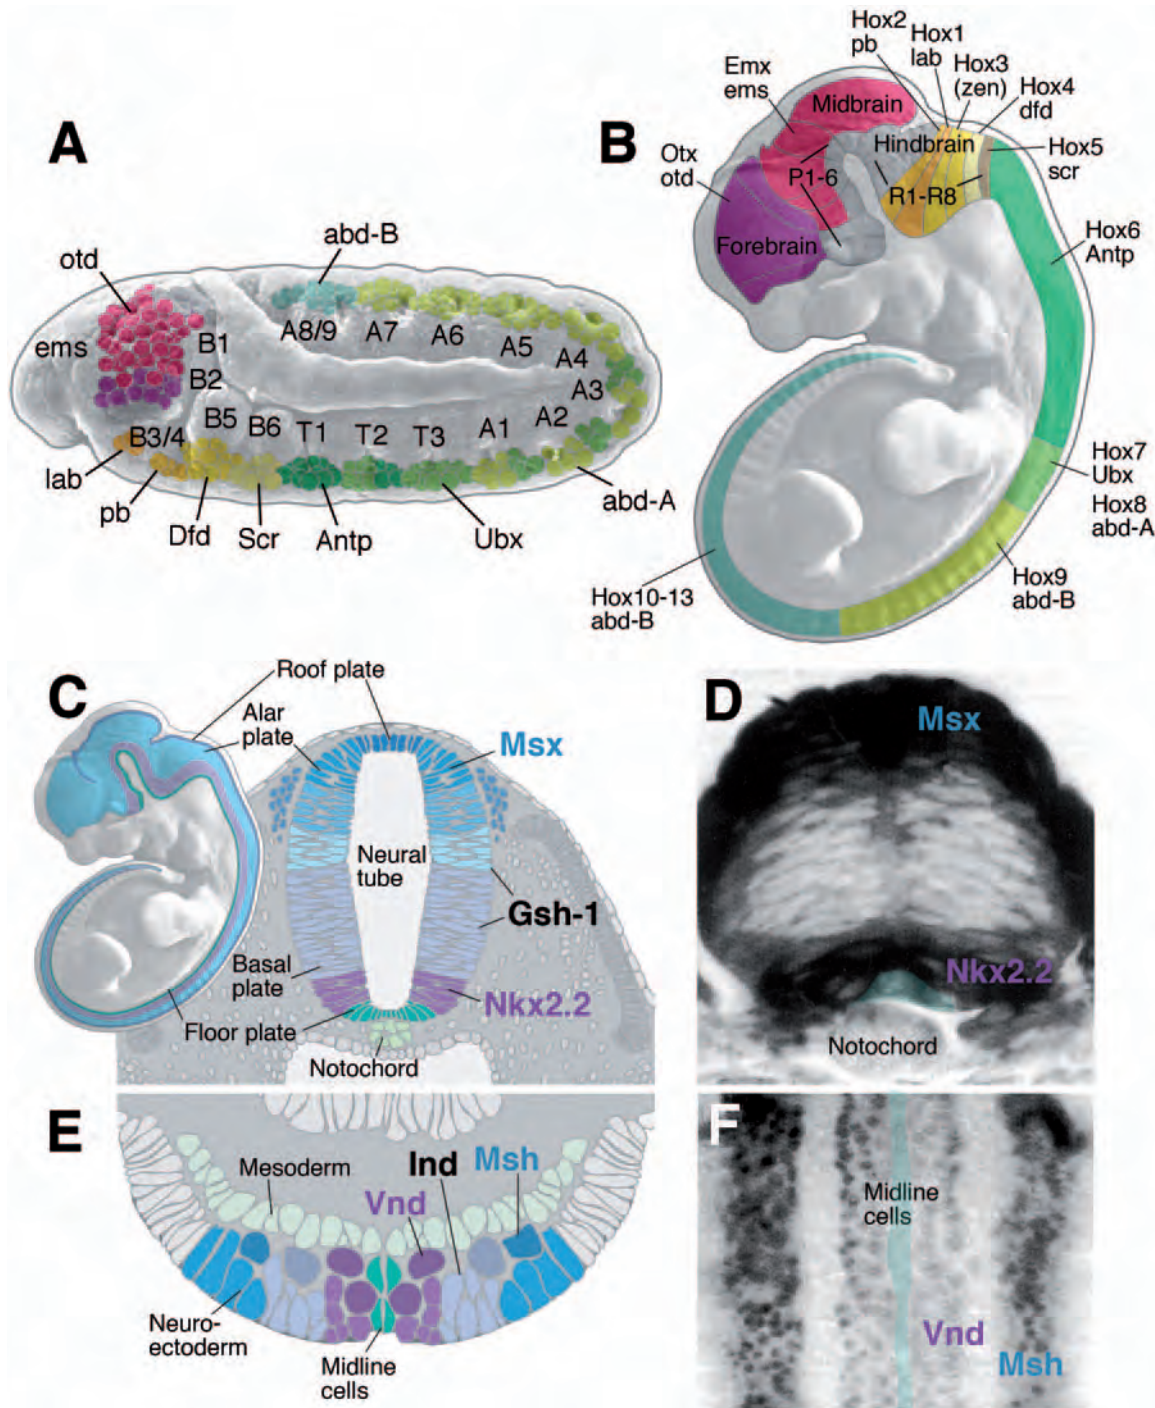 A
otd
ems
abd-B
B1
B2
A8/9
A7
A6
A5
A4
A3
A2
A1
B3/4
B5
B6
T1
T2
T3
lab
pb
Dfd
Scr
Antp
Ubx
abd-A
B
Hox2
pb
Hox1
lab
Hox3
(zen)
Hox4
dfd
Hox5
scr
Emx
ems
Otx
otd
Midbrain
Hindbrain
P1-6
R1-R8
Forebrain
Hox6
Antp
Hox7
Ubx
Hox8
abd-A
Hox9
abd-B
Hox10-13
abd-B
C
Roof plate
Alar
plate
Msx
Neural
tube
Gsh-1
Basal
plate
Nkx2.2
Floor plate
Notochord
D
Msx
Nkx2.2
Notochord
E
Mesoderm
Ind
Msh
Vnd
Neuro-
ectoderm
Midline
cells
F
Midline
cells
Vnd
Msh